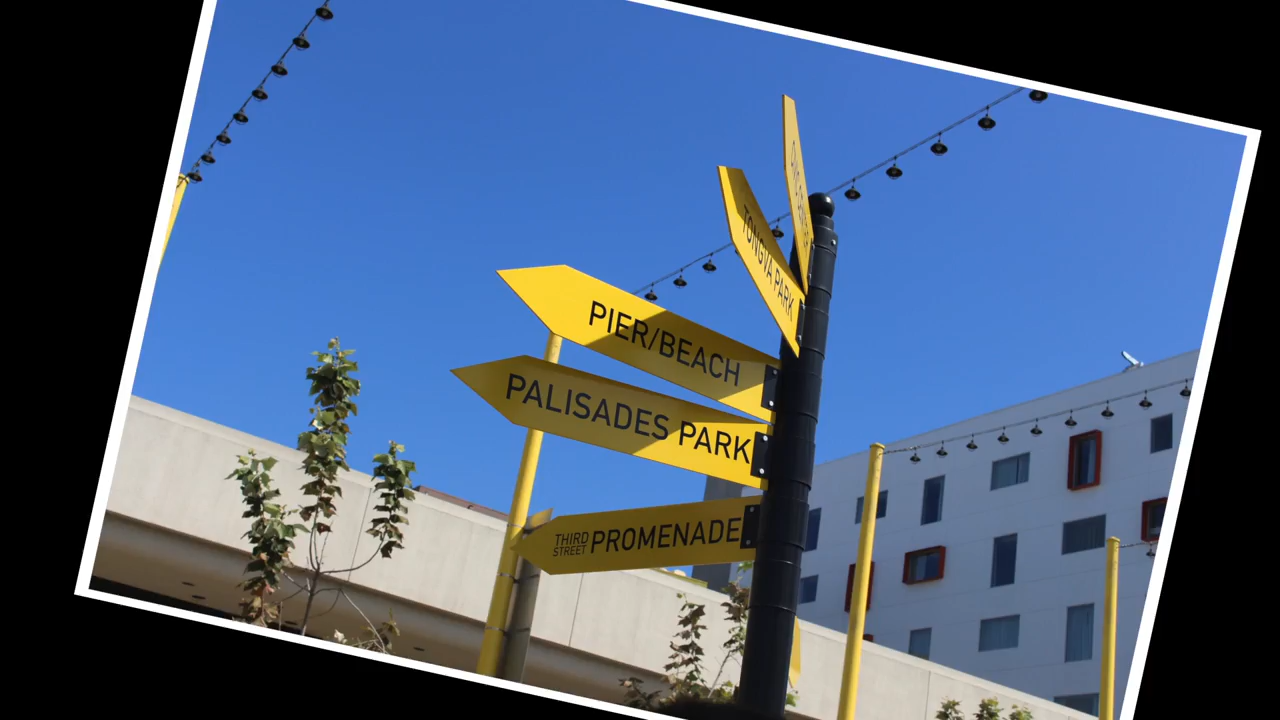 TONGVA PARK
PIER/BEACH
PALISADES PARK
THIRD
STREET PROMENADE